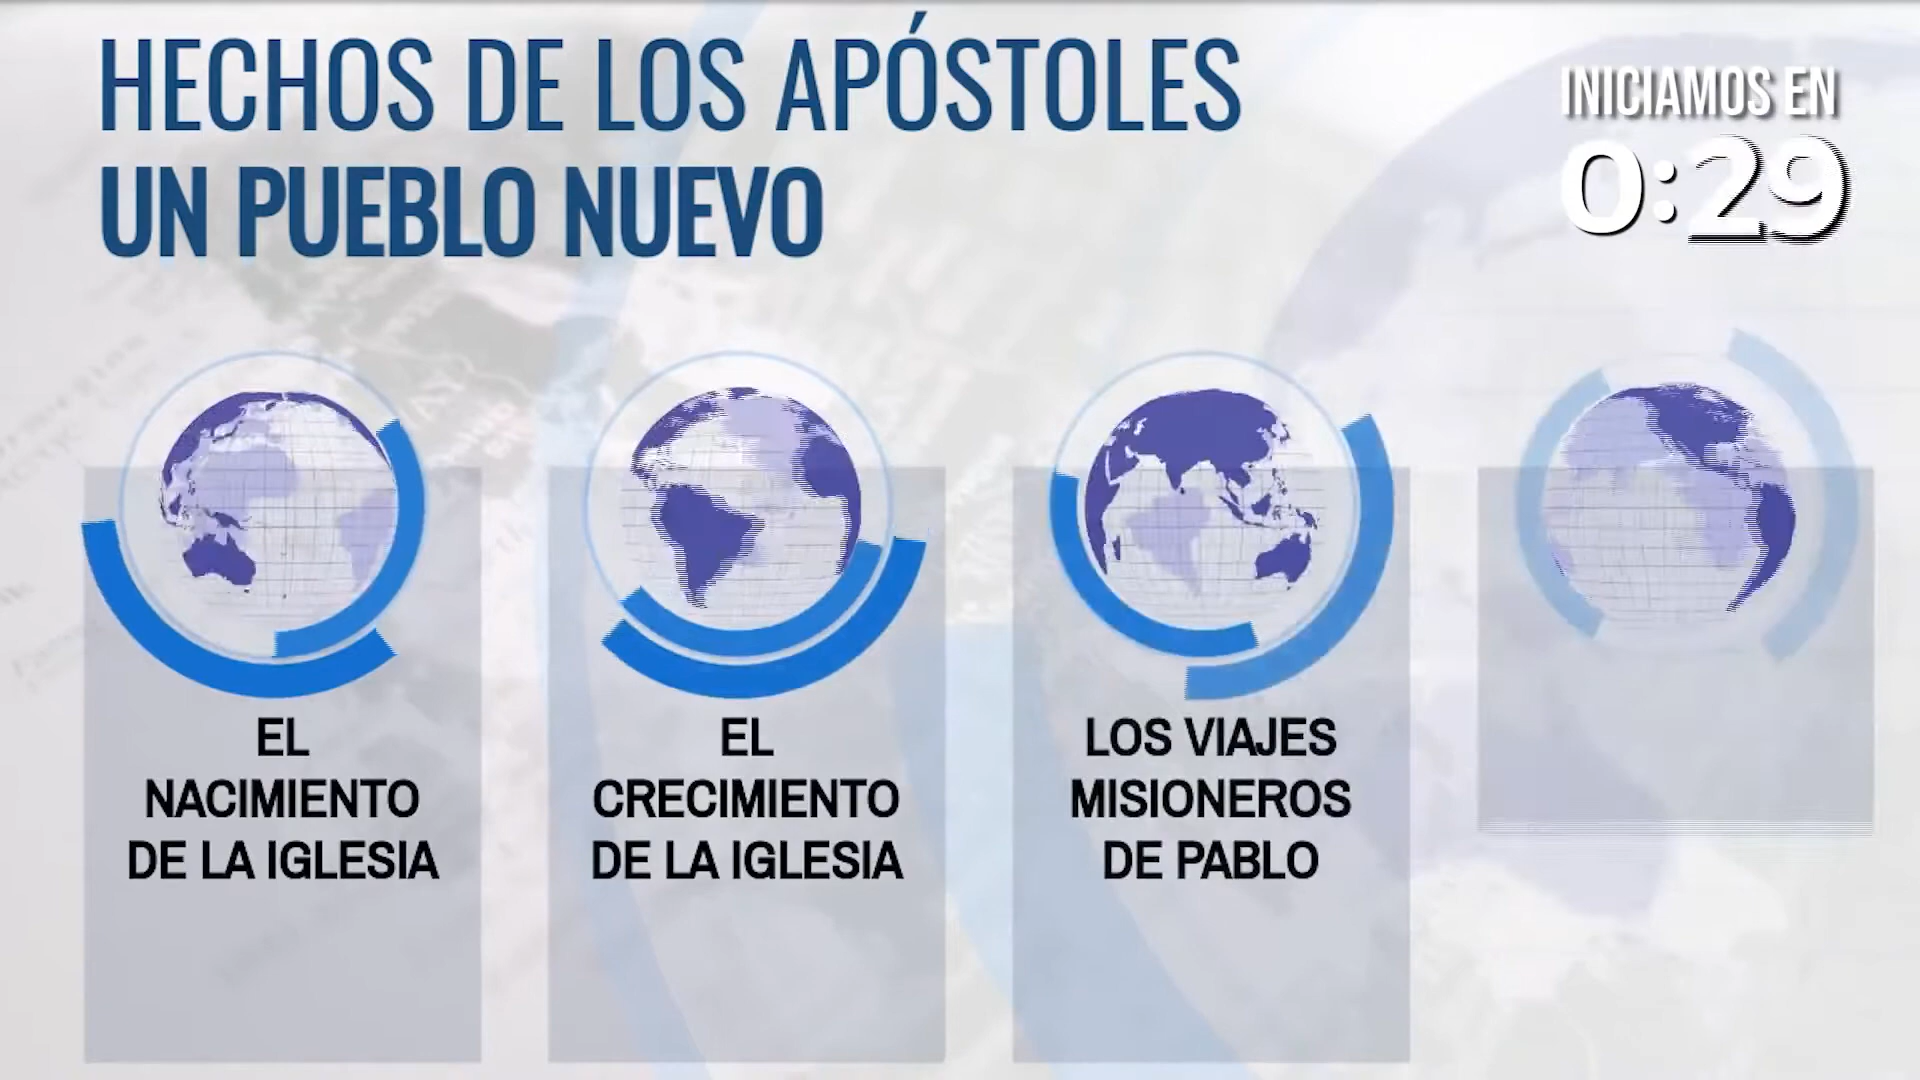 HECHOS DE LOS APÓSTOLES
UN PUEBLO NUEVO
INICIAMOS EN
0:29
EL
NACIMIENTO
DE LA IGLESIA
EL
CRECIMIENTO
DE LA IGLESIA
LOS VIAJES
MISIONEROS
DE PABLO